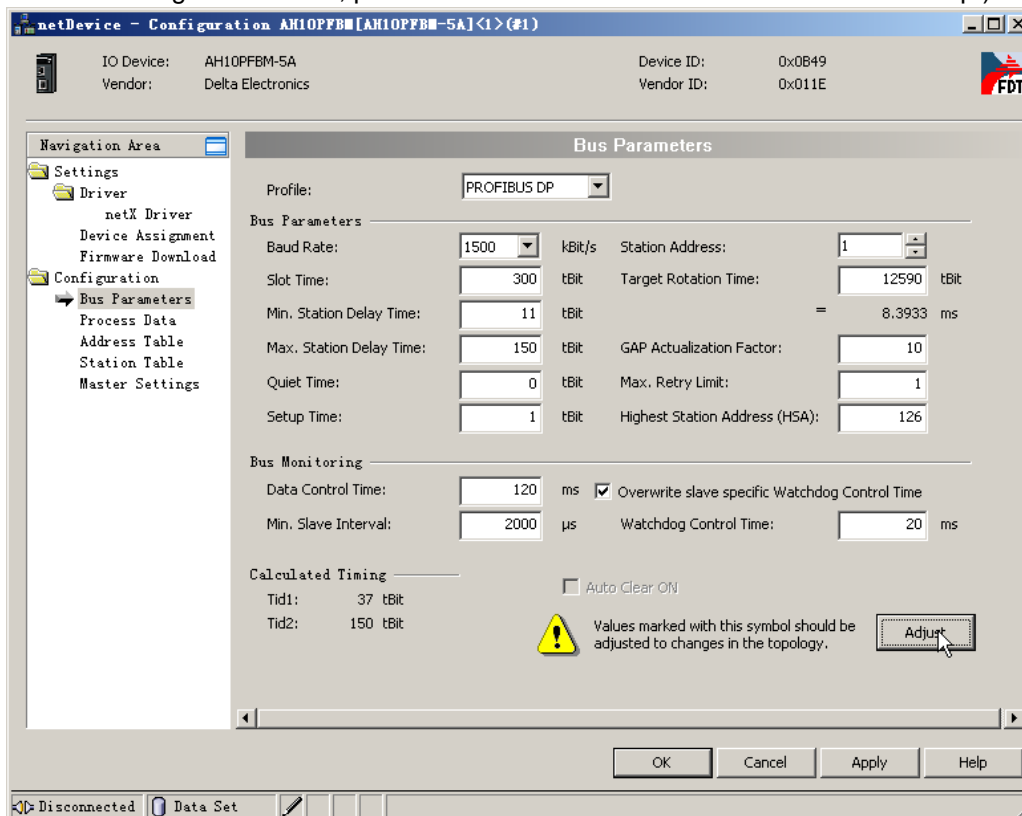 netDevice - Configuration AH10PFBM[AH10PFBM-5A]<1>(#1)
IO Device: AH10PFBM-5A Device ID: 0x0B49
Vendor: Delta Electronics Vendor ID: 0x011E
FDT
Navigation Area
Settings
Driver
netX Driver
Device Assignment
Firmware Download
Configuration
Bus Parameters
Process Data
Address Table
Station Table
Master Settings
Bus Parameters
Profile: PROFIBUS DP
Bus Parameters
Baud Rate: 1500 kBit/s Station Address: 1
Slot Time: 300 tBit Target Rotation Time: 12590 tBit
Min. Station Delay Time: 11 tBit = 8.3933 ms
Max. Station Delay Time: 150 tBit GAP Actualization Factor: 10
Quiet Time: 0 tBit Max. Retry Limit: 1
Setup Time: 1 tBit Highest Station Address (HSA): 126
Bus Monitoring
Data Control Time: 120 ms Overwrite slave specific Watchdog Control Time
Min. Slave Interval: 2000 µs Watchdog Control Time: 20 ms
Calculated Timing
Auto Clear ON
Tid1: 37 tBit
Tid2: 150 tBit
Values marked with this symbol should be
adjusted to changes in the topology.
Adjust
OK Cancel Apply Help
Disconnected Data Set